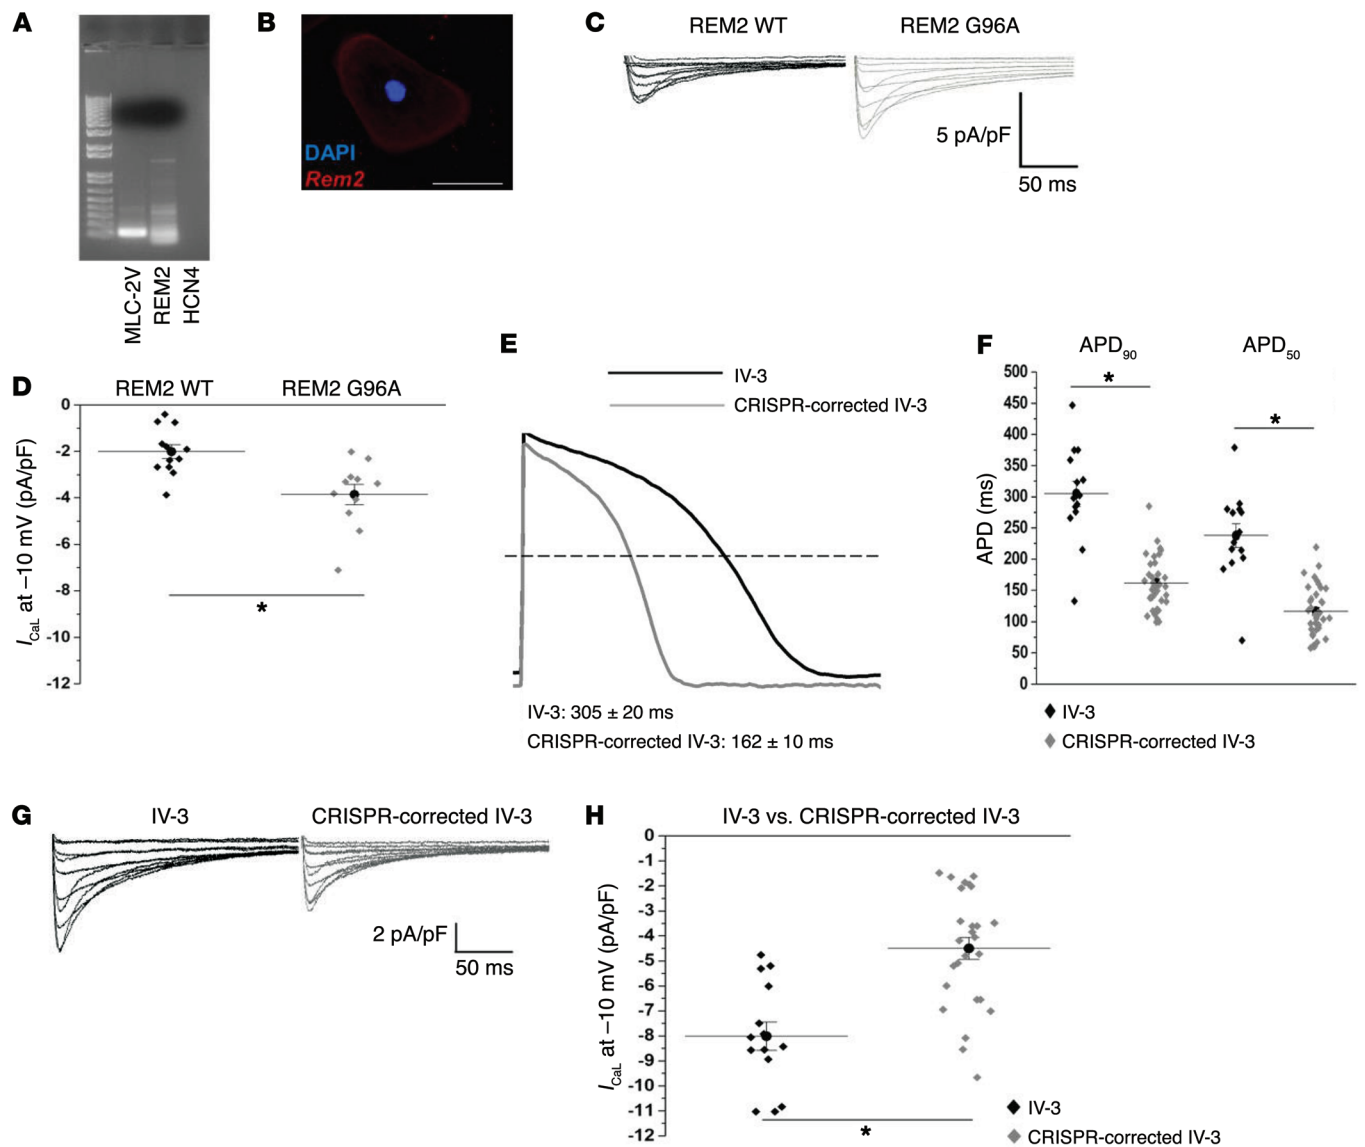 A
MLC-2V
REM2
HCN4
B
DAPI
Rem2
C
REM2 WT
REM2 G96A
5 pA/pF
50 ms
D
REM2 WT
REM2 G96A
I CaL at –10 mV (pA/pF)
0
-2
-4
-6
-8
-10
-12
*
E
IV-3
CRISPR-corrected IV-3
IV-3: 305 ± 20 ms
CRISPR-corrected IV-3: 162 ± 10 ms
F
APD90
APD50
*
*
APD (ms)
500
450
400
350
300
250
200
150
100
50
0
IV-3
CRISPR-corrected IV-3
G
IV-3
CRISPR-corrected IV-3
2 pA/pF
50 ms
H
IV-3 vs. CRISPR-corrected IV-3
I CaL at –10 mV (pA/pF)
0
-1
-2
-3
-4
-5
-6
-7
-8
-9
-10
-11
-12
*
IV-3
CRISPR-corrected IV-3